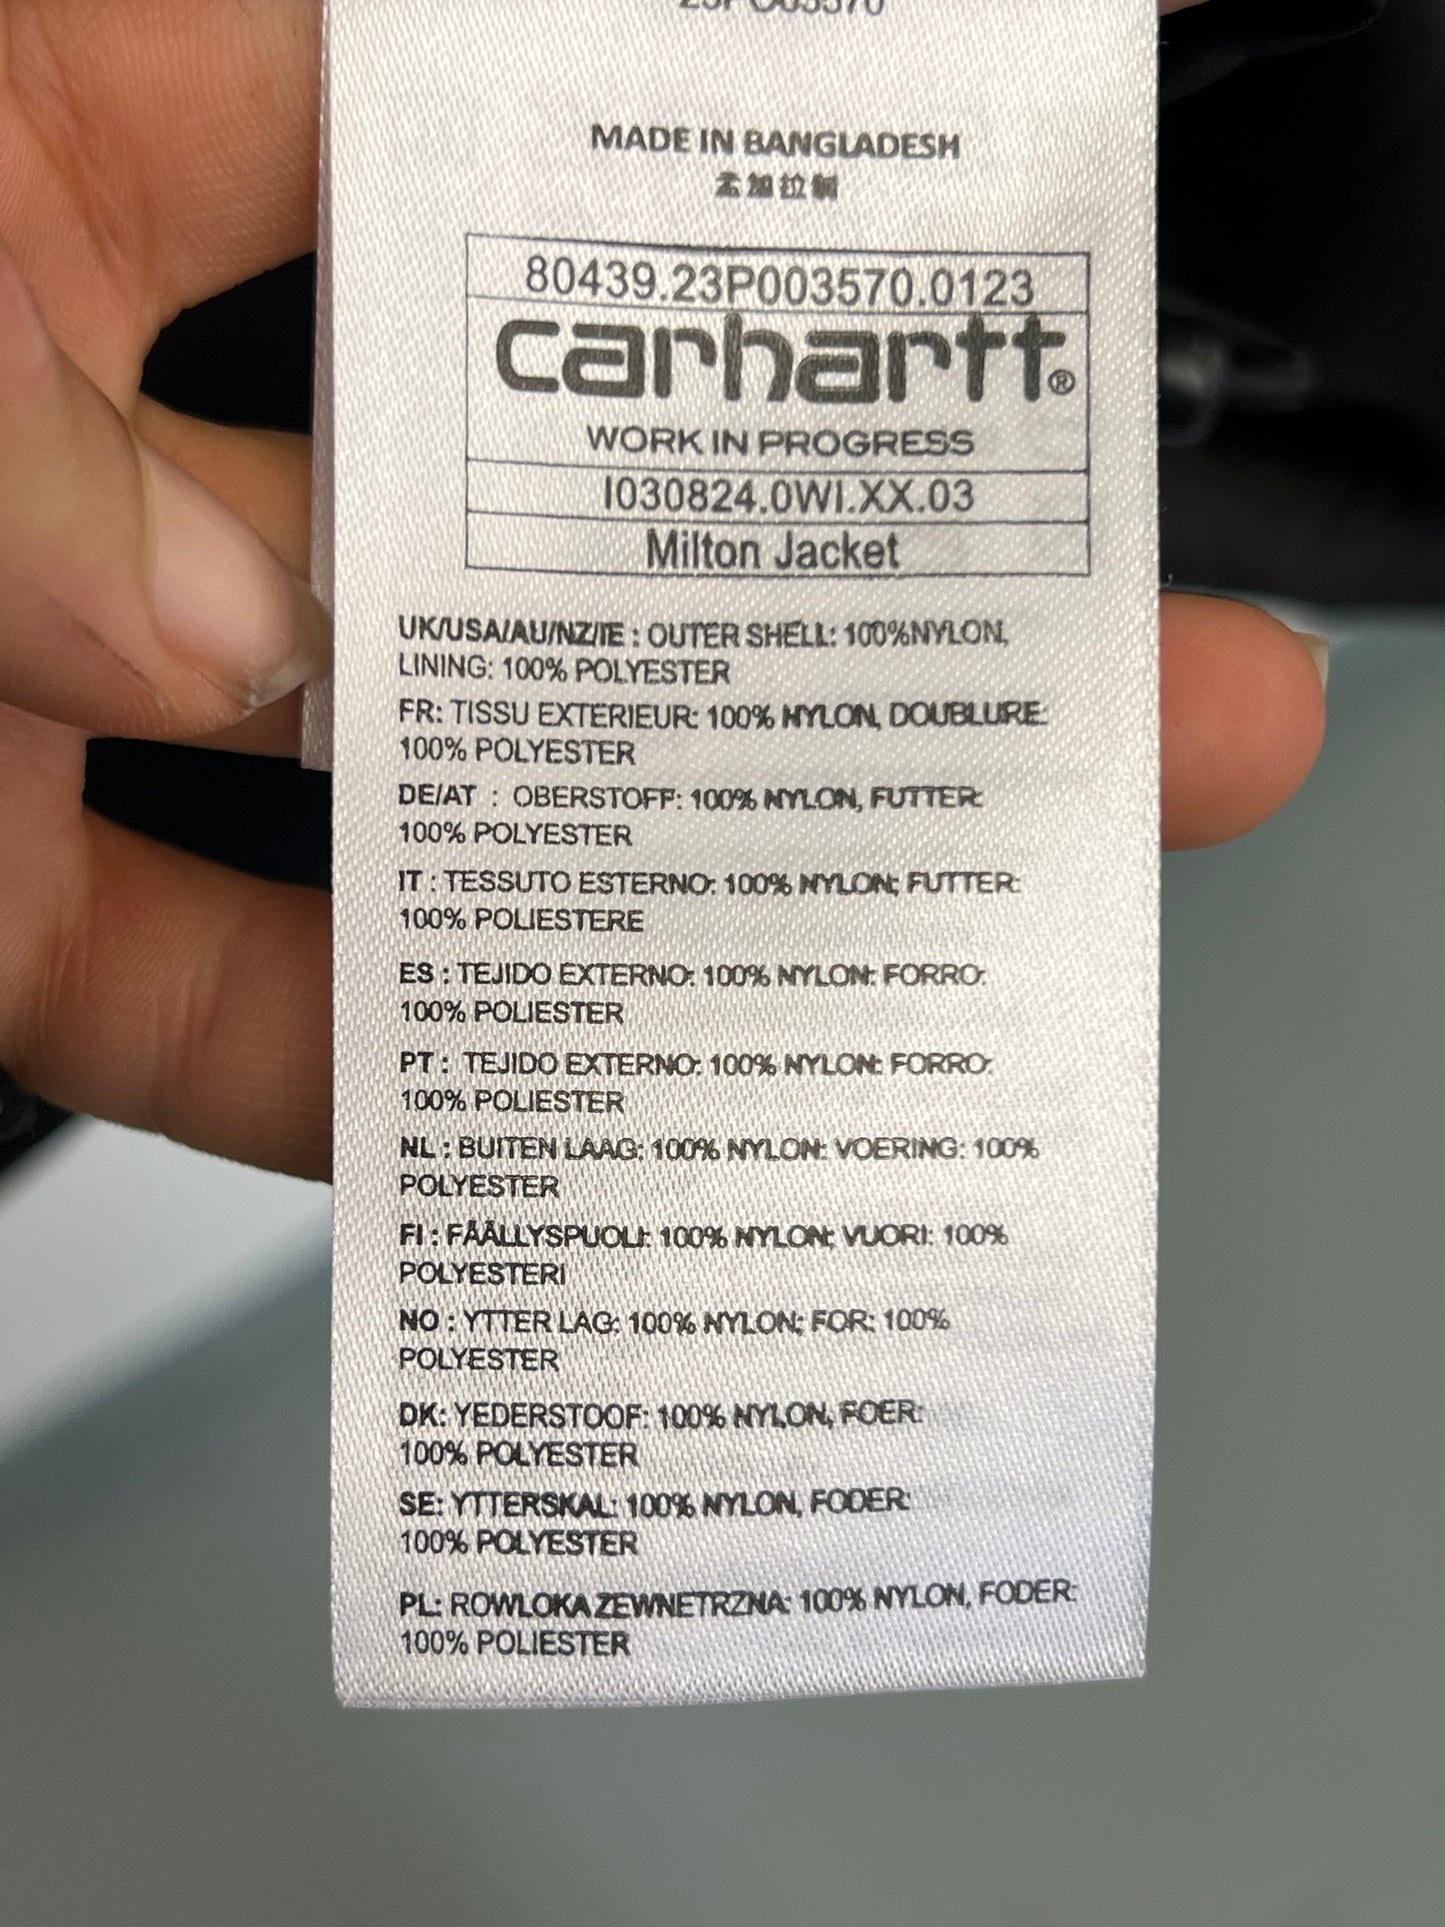 23PO03570
MADE IN BANGLADESH
孟加拉
80439.23P003570.0123
carhartt®
WORK IN PROGRESS
I030824.0WI.XX.03
Milton Jacket
UK/USA/AU/NZ/IE : OUTER SHELL: 100%NYLON,
LINING: 100% POLYESTER
FR: TISSU EXTERIEUR: 100% NYLON, DOUBLURE:
100% POLYESTER
DE/AT : OBERSTOFF: 100% NYLON, FUTTER:
100% POLYESTER
IT : TESSUTO ESTERNO: 100% NYLON; FUTTER:
100% POLIESTERE
ES : TEJIDO EXTERNO: 100% NYLON: FORRO:
100% POLIESTER
PT : TEJIDO EXTERNO: 100% NYLON: FORRO:
100% POLIESTER
NL : BUITEN LAAG: 100% NYLON: VOERING: 100%
POLYESTER
FI : FÄÄLLYSPUOLI: 100% NYLON; VUORI: 100%
POLYESTERI
NO : YTTER LAG: 100% NYLON; FOR: 100%
POLYESTER
DK: YEDERSTOOF: 100% NYLON, FOER:
100% POLYESTER
SE: YTTERSKAL: 100% NYLON, FODER:
100% POLYESTER
PL: ROWLOKA ZEWNETRZNA: 100% NYLON, FODER:
100% POLIESTER